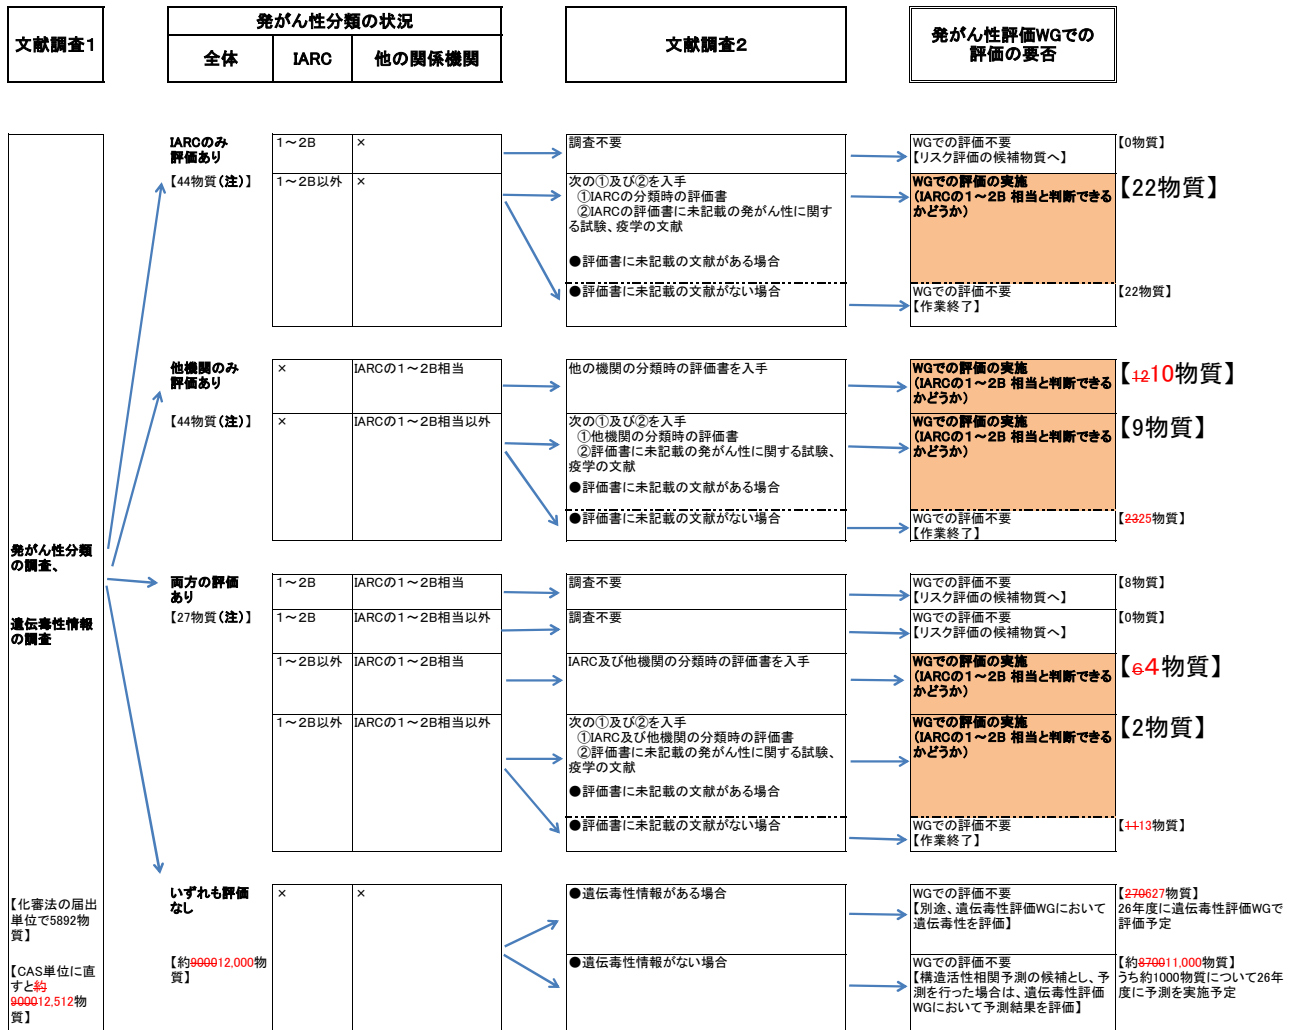 文献調査1
発がん性分類の状況
全体
IARC
他の関係機関
文献調査2
発がん性評価WGでの
評価の要否
発がん性分類
の調査、
遺伝毒性情報
の調査
【化審法の届出
単位で5892物
質】
【CAS単位に直
すと約
900012,512物
質】
IARCのみ
評価あり
【44物質(注)】
1~2B
×
調査不要
WGでの評価不要
【リスク評価の候補物質へ】
【0物質】
1~2B以外
×
次の①及び②を入手
①IARCの分類時の評価書
②IARCの評価書に未記載の発がん性に関す
る試験、疫学の文献
●評価書に未記載の文献がある場合
WGでの評価の実施
(IARCの1~2B 相当と判断できる
かどうか)
【22物質】
●評価書に未記載の文献がない場合
WGでの評価不要
【作業終了】
【22物質】
他機関のみ
評価あり
【44物質(注)】
×
IARCの1~2B相当
他の機関の分類時の評価書を入手
WGでの評価の実施
(IARCの1~2B 相当と判断できる
かどうか)
【1210物質】
×
IARCの1~2B相当以外
次の①及び②を入手
①他機関の分類時の評価書
②評価書に未記載の発がん性に関する試験、
疫学の文献
●評価書に未記載の文献がある場合
WGでの評価の実施
(IARCの1~2B 相当と判断できる
かどうか)
【9物質】
●評価書に未記載の文献がない場合
WGでの評価不要
【作業終了】
【2325物質】
両方の評価
あり
【27物質(注)】
1~2B
IARCの1~2B相当
調査不要
WGでの評価不要
【リスク評価の候補物質へ】
【8物質】
1~2B
IARCの1~2B相当以外
調査不要
WGでの評価不要
【リスク評価の候補物質へ】
【0物質】
1~2B以外
IARCの1~2B相当
IARC及び他機関の分類時の評価書を入手
WGでの評価の実施
(IARCの1~2B 相当と判断できる
かどうか)
【64物質】
1~2B以外
IARCの1~2B相当以外
次の①及び②を入手
①IARC及び他機関の分類時の評価書
②評価書に未記載の発がん性に関する試験、
疫学の文献
●評価書に未記載の文献がある場合
WGでの評価の実施
(IARCの1~2B 相当と判断できる
かどうか)
【2物質】
●評価書に未記載の文献がない場合
WGでの評価不要
【作業終了】
【1113物質】
いずれも評価
なし
【約900012,000物
質】
×
×
●遺伝毒性情報がある場合
WGでの評価不要
【別途、遺伝毒性評価WGにおいて
遺伝毒性を評価】
【270627物質】
26年度に遺伝毒性評価WGで
評価予定
●遺伝毒性情報がない場合
WGでの評価不要
【構造活性相関予測の候補とし、予
測を行った場合は、遺伝毒性評価
WGにおいて予測結果を評価】
【約870011,000物質】
うち約1000物質について26年
度に予測を実施予定